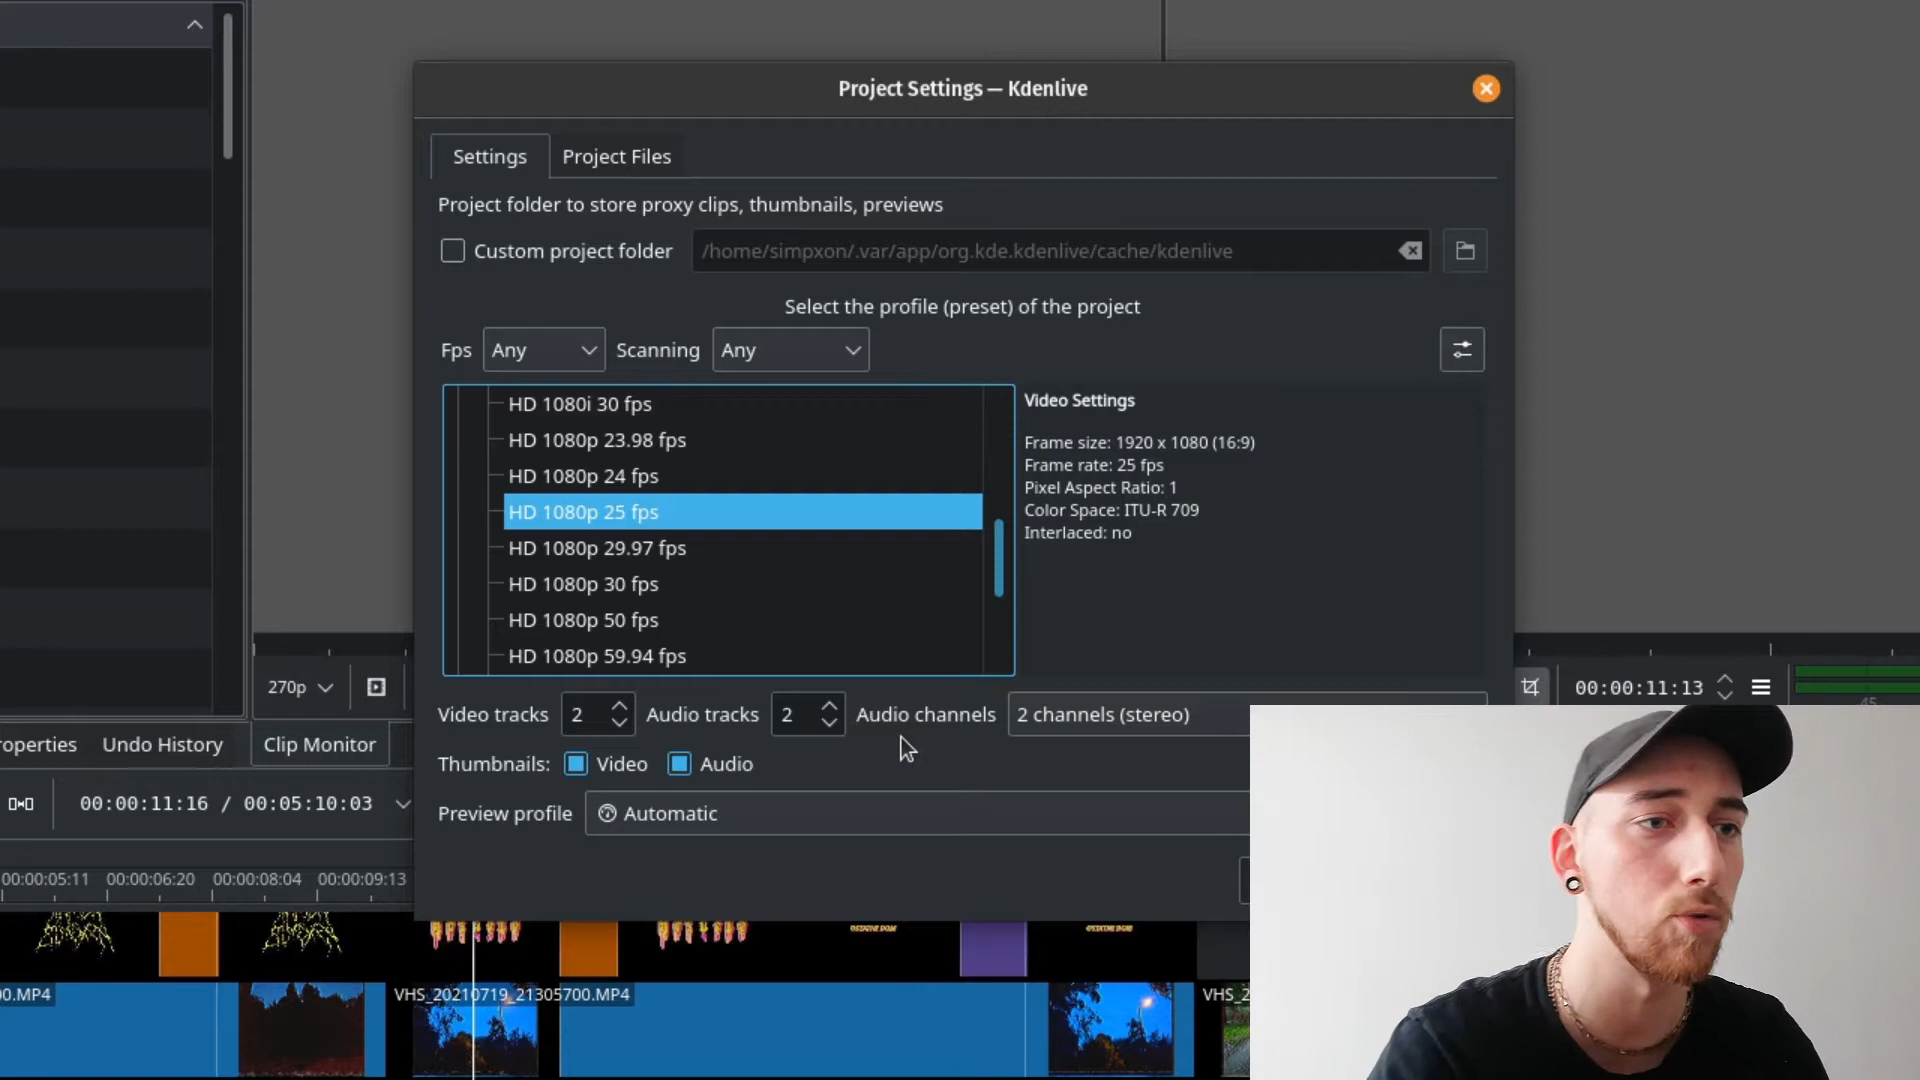 Project Settings — Kdenlive
Settings
Project Files
Project folder to store proxy clips, thumbnails, previews
Custom project folder
/home/simpxon/.var/app/org.kde.kdenlive/cache/kdenlive
Select the profile (preset) of the project
Fps
Any
Scanning
Any
HD 1080i 30 fps
HD 1080p 23.98 fps
HD 1080p 24 fps
HD 1080p 25 fps
HD 1080p 29.97 fps
HD 1080p 30 fps
HD 1080p 50 fps
HD 1080p 59.94 fps
Video Settings
Frame size: 1920 x 1080 (16:9)
Frame rate: 25 fps
Pixel Aspect Ratio: 1
Color Space: ITU-R 709
Interlaced: no
270p
00:00:11:13
-45
Video tracks
2
Audio tracks
2
Audio channels
2 channels (stereo)
operties
Undo History
Clip Monitor
Thumbnails:
Video
Audio
00:00:11:16 / 00:05:10:03
Preview profile
Automatic
00:00:05:11
00:00:06:20
00:00:08:04
00:00:09:13
00.MP4
VHS_20210719_21305700.MP4
VHS_2